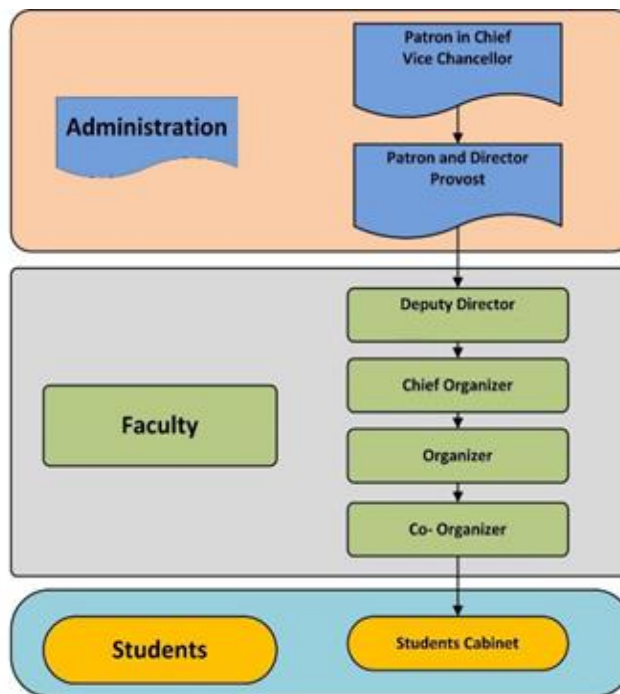 Administration
Patron in Chief
Vice Chancellor
Patron and Director
Provost
Faculty
Deputy Director
Chief Organizer
Organizer
Co- Organizer
Students
Students Cabinet